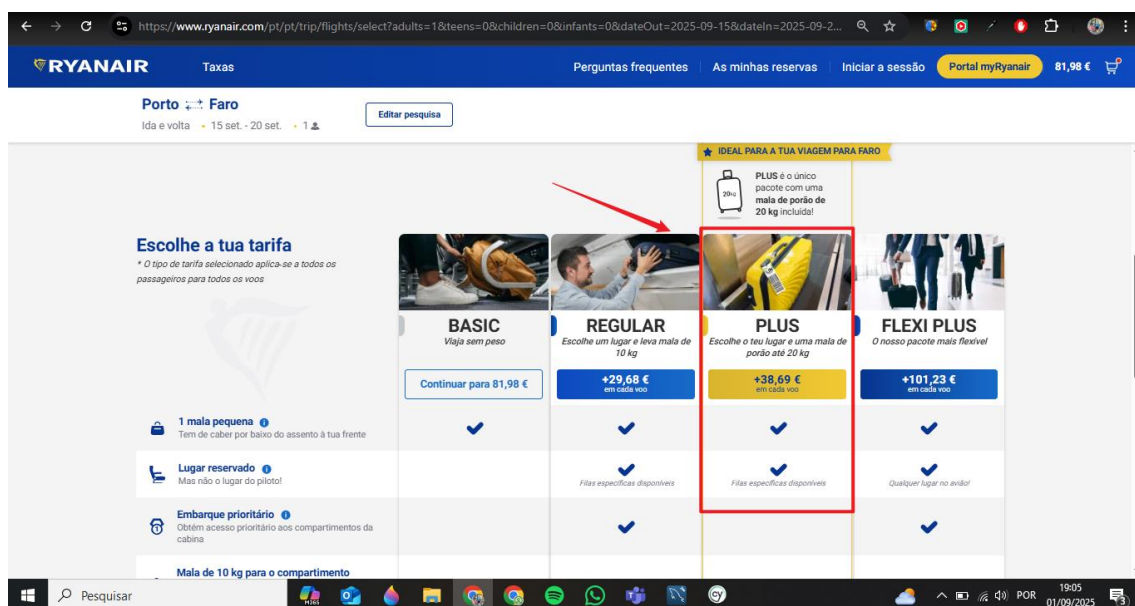 https://www.ryanair.com/pt/pt/trip/flights/select?adults=1&teens=0&children=0&infants=0&dateOut=2025-09-15&dateIn=2025-09-2...
RYANAIR
Taxas
Perguntas frequentes
As minhas reservas
Iniciar a sessão
Portal myRyanair
81,98 €
Porto Faro
Ida e volta • 15 set. - 20 set. • 1
Editar pesquisa
IDEAL PARA A TUA VIAGEM PARA FARO
20kg
PLUS é o único
pacote com uma
mala de porão de
20 kg incluída!
Escolhe a tua tarifa
* O tipo de tarifa selecionado aplica-se a todos os
passageiros para todos os voos
BASIC
Viaja sem peso
Continuar para 81,98 €
REGULAR
Escolhe um lugar e leva mala de
10 kg
+29,68 €
em cada voo
PLUS
Escolhe o teu lugar e uma mala de
porão até 20 kg
+38,69 €
em cada voo
FLEXI PLUS
O nosso pacote mais flexível
+101,23 €
em cada voo
1 mala pequena
Tem de caber por baixo do assento à tua frente
Lugar reservado
Mas não o lugar do piloto!
Filas específicas disponíveis
Filas específicas disponíveis
Qualquer lugar no avião!
Embarque prioritário
Obtém acesso prioritário aos compartimentos da
cabina
Mala de 10 kg para o compartimento
Pesquisar
M365
CY
POR
19:05
01/09/2025
3